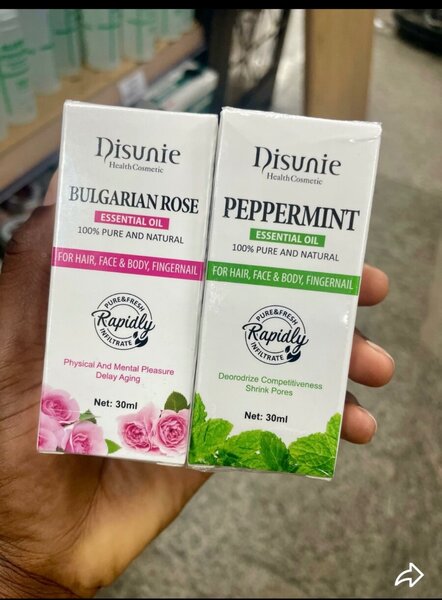 Disunie
Health Cosmetic
BULGARIAN ROSE
ESSENTIAL OIL
100% PURE AND NATURAL
FOR HAIR, FACE & BODY, FINGERNAIL
PURE&FRESH
Rapidly
INFILTRATE
Physical And Mental Pleasure
Delay Aging
Net: 30ml
Disunie
Health Cosmetic
PEPPERMINT
ESSENTIAL OIL
100% PURE AND NATURAL
FOR HAIR, FACE & BODY, FINGERNAIL
PURE&FRESH
Rapidly
INFILTRATE
Deorodrize Competitiveness
Shrink Pores
Net: 30ml